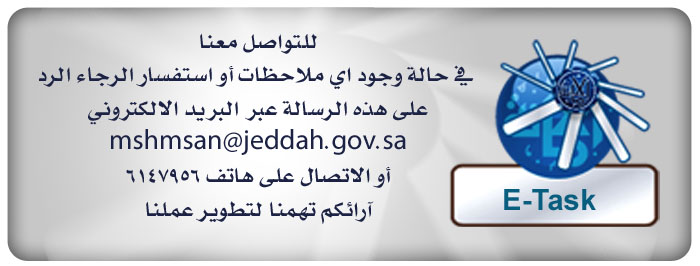 للتواصل معنا
في حالة وجود اي ملاحظات أو استفسار الرجاء الرد
على هذه الرسالة عبر البريد الالكتروني
mshmsan@jeddah.gov.sa
أو الاتصال على هاتف ٦١٤٧٩٥٦
آرائكم تهمنا لتطوير عملنا
E-Task